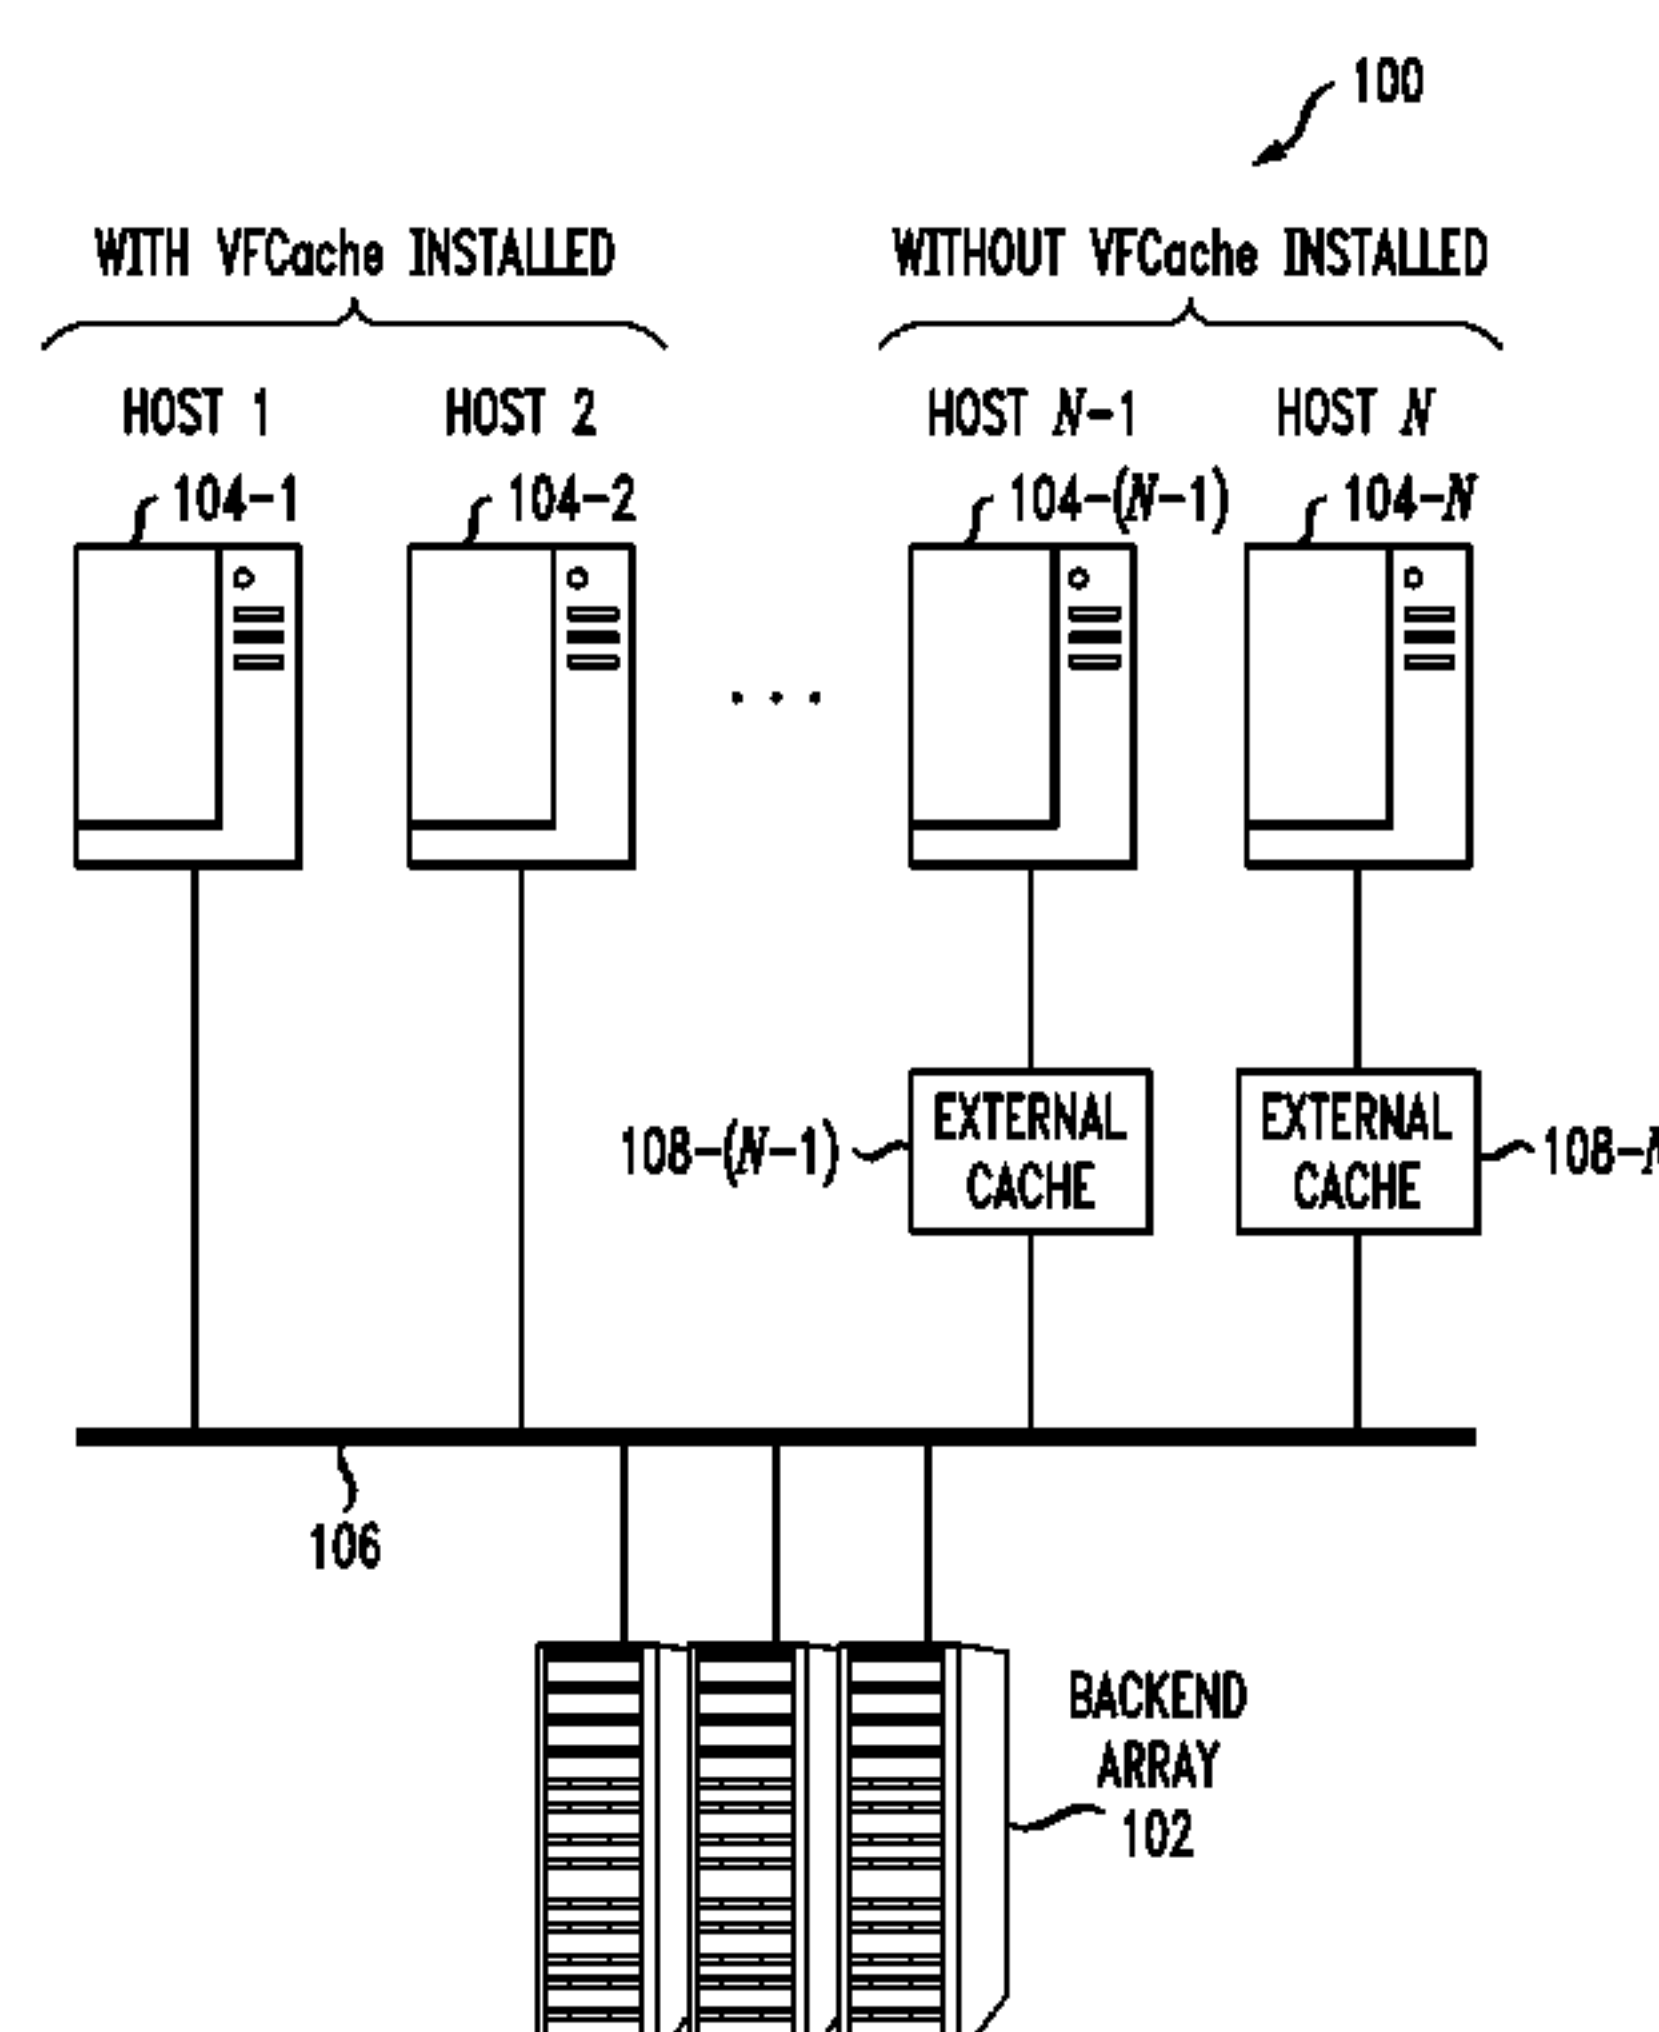 100
WITH VFCache INSTALLED
WITHOUT VFCache INSTALLED
HOST 1
HOST 2
HOST N-1
HOST N
104-1
104-2
104-(N-1)
104-N
...
EXTERNAL
CACHE
EXTERNAL
CACHE
108-(N-1)
108-N
106
BACKEND
ARRAY
102